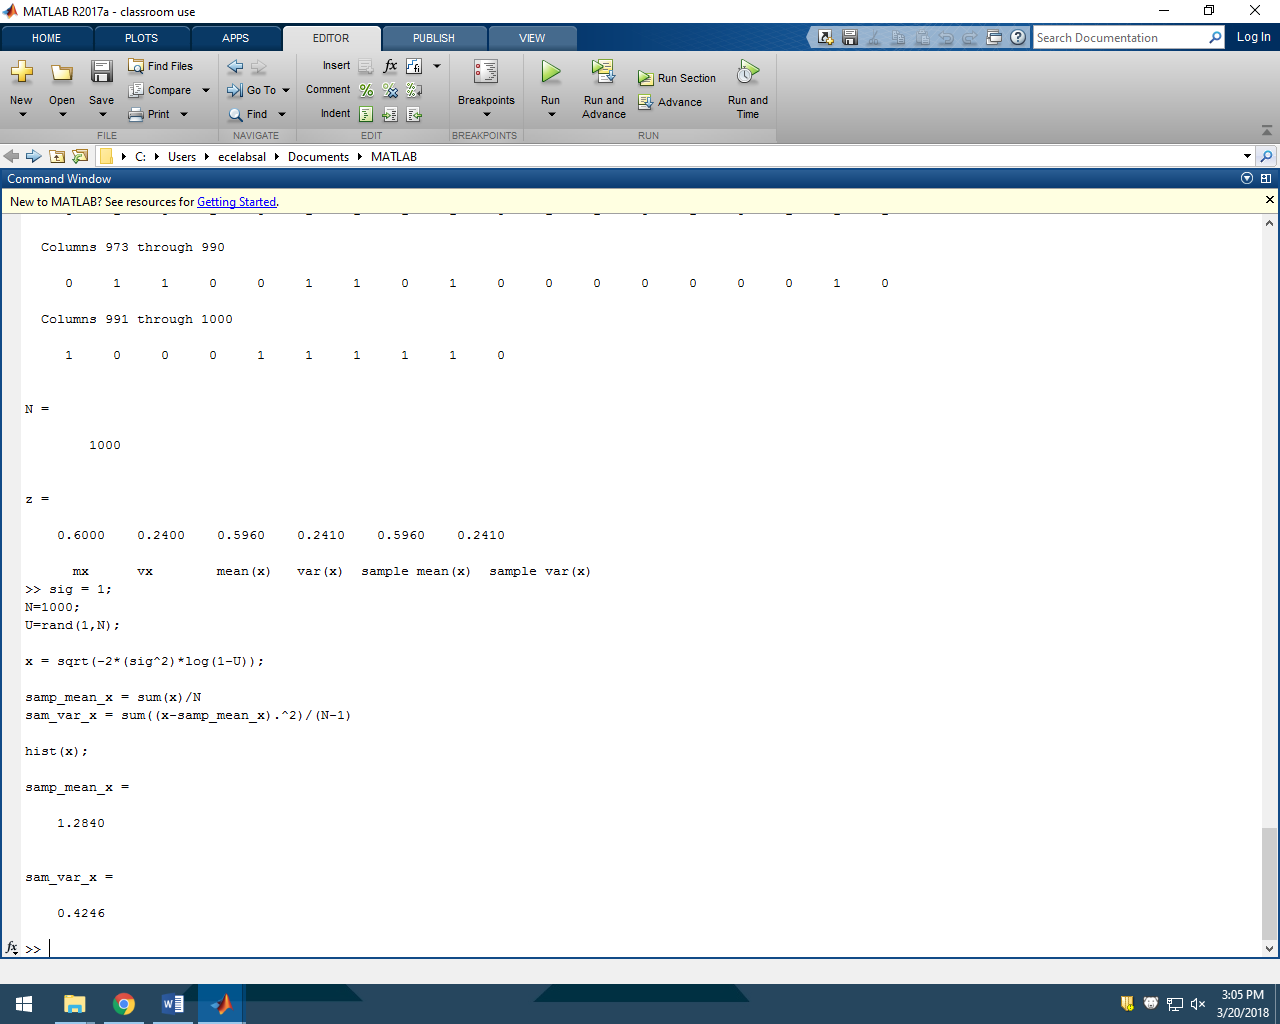 MATLAB R2017a - classroom use
HOME PLOTS APPS EDITOR PUBLISH VIEW Search Documentation Log In
New Open Save Find Files Compare Print Go To Find Insert Comment Indent fx Breakpoints Run Run and Advance Run Section Advance Run and Time
FILE NAVIGATE EDIT BREAKPOINTS RUN
C: Users ecelabsal Documents MATLAB
Command Window
New to MATLAB? See resources for Getting Started.
Columns 973 through 990
0 1 1 0 0 1 1 0 1 0 0 0 0 0 0 0 1 0
Columns 991 through 1000
1 0 0 0 1 1 1 1 1 0
N =
1000
z =
0.6000 0.2400 0.5960 0.2410 0.5960 0.2410
mx vx mean(x) var(x) sample mean(x) sample var(x)
>> sig = 1;
N=1000;
U=rand(1,N);
x = sqrt(-2*(sig^2)*log(1-U));
samp_mean_x = sum(x)/N
sam_var_x = sum((x-samp_mean_x).^2)/(N-1)
hist(x);
samp_mean_x =
1.2840
sam_var_x =
0.4246
fx >>
3:05 PM
3/20/2018